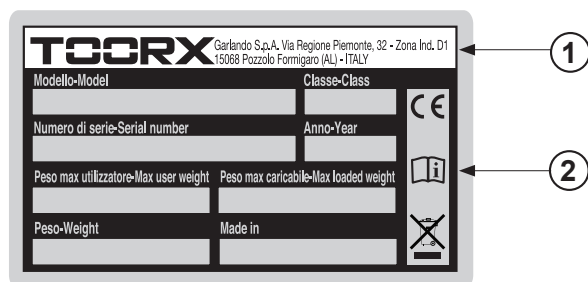 TOORX Garlando S.p.A. Via Regione Piemonte, 32 - Zona Ind. D1
15068 Pozzolo Formigaro (AL) - ITALY
1
Modello-Model Classe-Class
CE
Numero di serie-Serial number Anno-Year
2
Peso max utilizzatore-Max user weight Peso max caricabile-Max loaded weight
i
Peso-Weight Made in